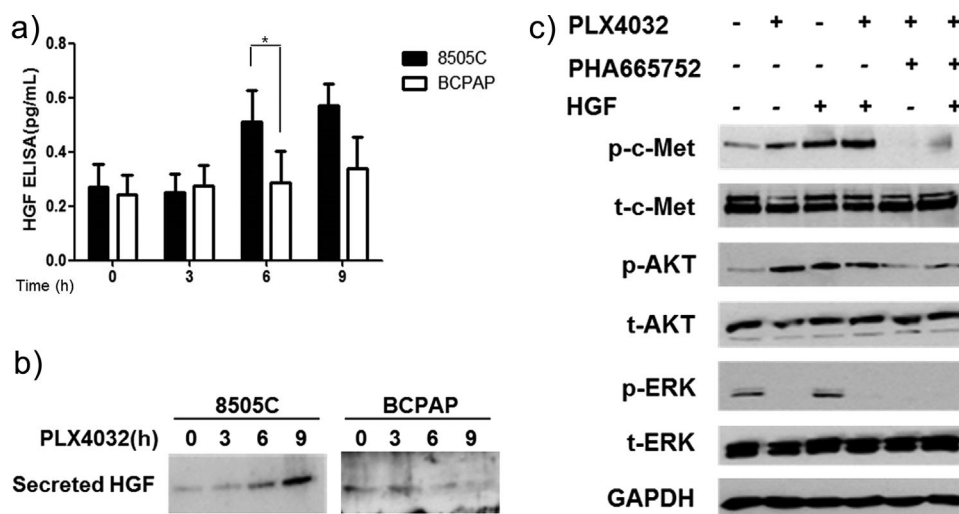 a)
HGF ELISA(pg/mL)
0.8
0.6
0.4
0.2
0.0
*
8505C
BCPAP
0 3 6 9
Time (h)
b)
8505C BCPAP
PLX4032(h) 0 3 6 9 0 3 6 9
Secreted HGF
c)
PLX4032 - + - + + +
PHA665752 - - - - + +
HGF - - + + - +
p-c-Met
t-c-Met
p-AKT
t-AKT
p-ERK
t-ERK
GAPDH